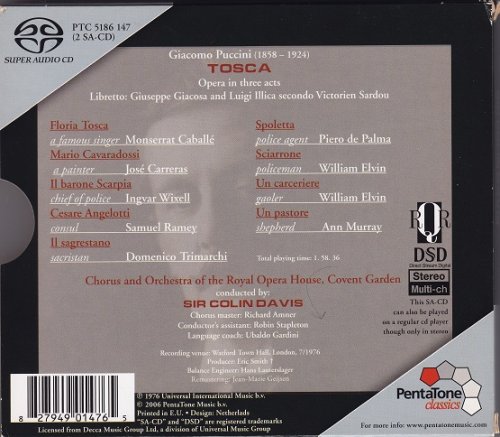 SUPER AUDIO CD
PTC 5186 147
(2 SA-CD)
Giacomo Puccini (1858 – 1924)
TOSCA
Opera in three acts
Libretto: Giuseppe Giacosa and Luigi Illica secondo Victorien Sardou
Floria Tosca
a famous singer Monserrat Caballé
Mario Cavaradossi
a painter José Carreras
Il barone Scarpia
chief of police Ingvar Wixell
Cesare Angelotti
consul Samuel Ramey
Il sagrestano
sacristan Domenico Trimarchi
Spoletta
police agent Piero de Palma
Sciarrone
policeman William Elvin
Un carceriere
gaoler William Elvin
Un pastore
shepherd Ann Murray
Total playing time: 1. 58. 36
Chorus and Orchestra of the Royal Opera House, Covent Garden
conducted by:
SIR COLIN DAVIS
Chorus master: Richard Amner
Conductor's assistant: Robin Stapleton
Language coach: Ubaldo Gardini
Recording venue: Watford Town Hall, London, 7/1976
Producer: Eric Smith †
Balance Engineer: Hans Lauterslager
Remastering: Jean-Marie Geijsen
RQR
DSD
Direct Stream Digital
Stereo
Multi-ch
This SA-CD
can also be played
on a regular cd player
though only in stereo
8 27949 01476 5
℗ 1976 Universal International Music b.v.
© 2006 PentaTone Music b.v.
Printed in E.U. • Design: Netherlads
"SA-CD" and "DSD" are registered trademarks
Licensed from Decca Music Group Ltd, a division of Universal Music Group
PentaTone
classics
For more info: www.pentatonemusic.com